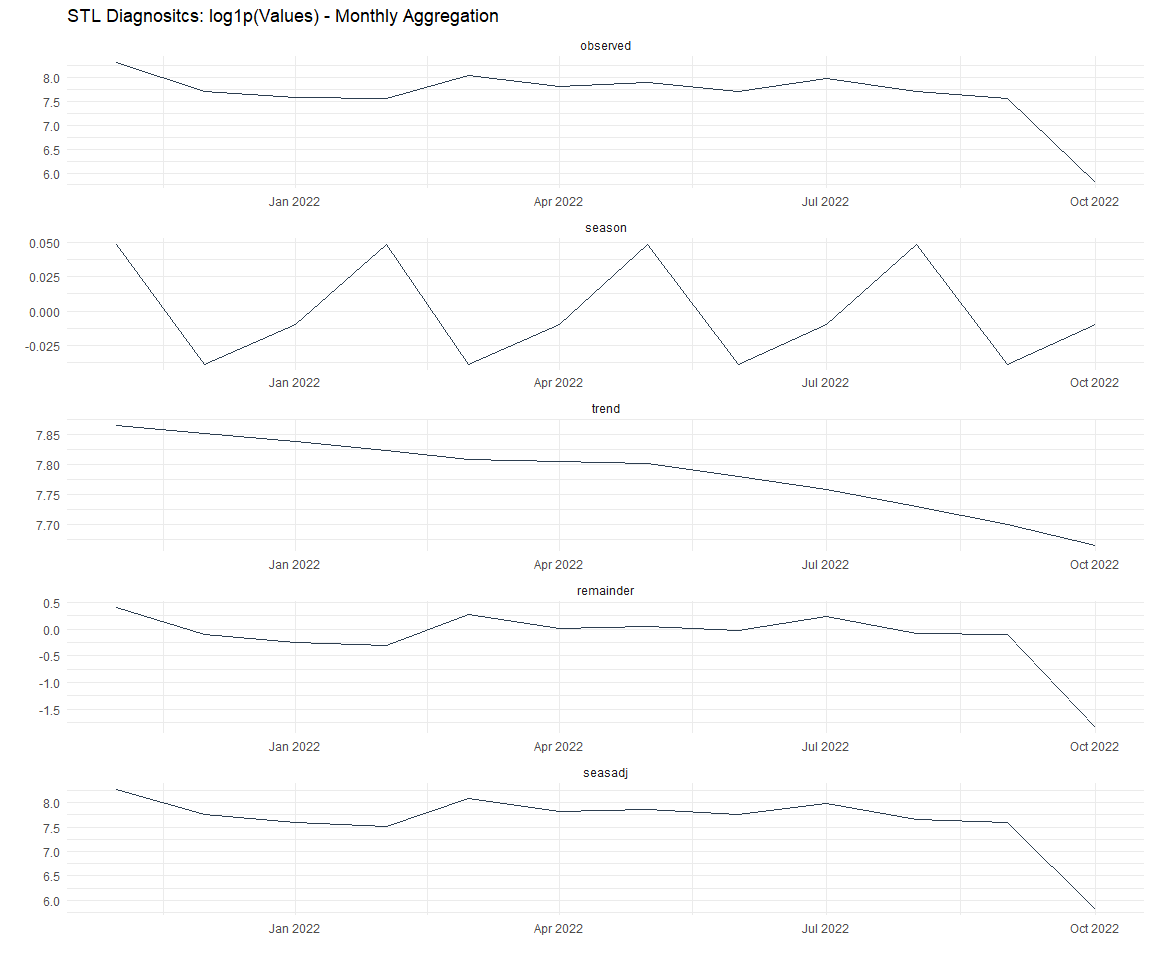 STL Diagnositcs: log1p(Values) - Monthly Aggregation
observed
8.0
7.5
7.0
6.5
6.0
Jan 2022 Apr 2022 Jul 2022 Oct 2022
season
0.050
0.025
0.000
-0.025
Jan 2022 Apr 2022 Jul 2022 Oct 2022
trend
7.85
7.80
7.75
7.70
Jan 2022 Apr 2022 Jul 2022 Oct 2022
remainder
0.5
0.0
-0.5
-1.0
-1.5
Jan 2022 Apr 2022 Jul 2022 Oct 2022
seasadj
8.0
7.5
7.0
6.5
6.0
Jan 2022 Apr 2022 Jul 2022 Oct 2022